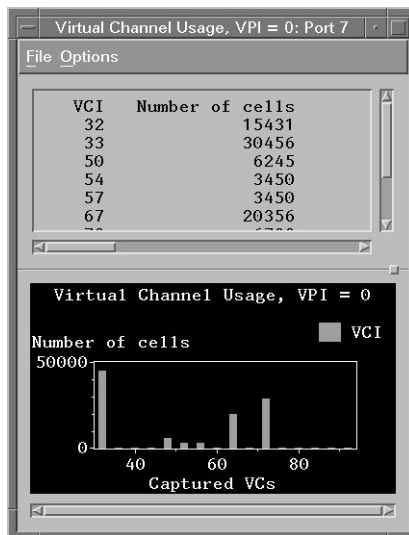 Virtual Channel Usage, VPI = 0: Port 7
File Options
VCI Number of cells
32 15431
33 30456
50 6245
54 3450
57 3450
67 20356
Virtual Channel Usage, VPI = 0
VCI
Number of cells
50000
0
40 60 80
Captured VCs